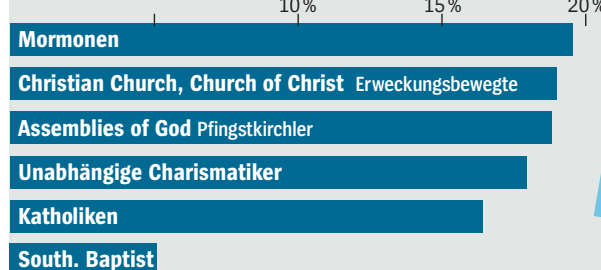 10 % 15 % 20 %
Mormonen
Christian Church, Church of Christ Erweckungsbewegte
Assemblies of God Pfingstkirchler
Unabhängige Charismatiker
Katholiken
South. Baptist